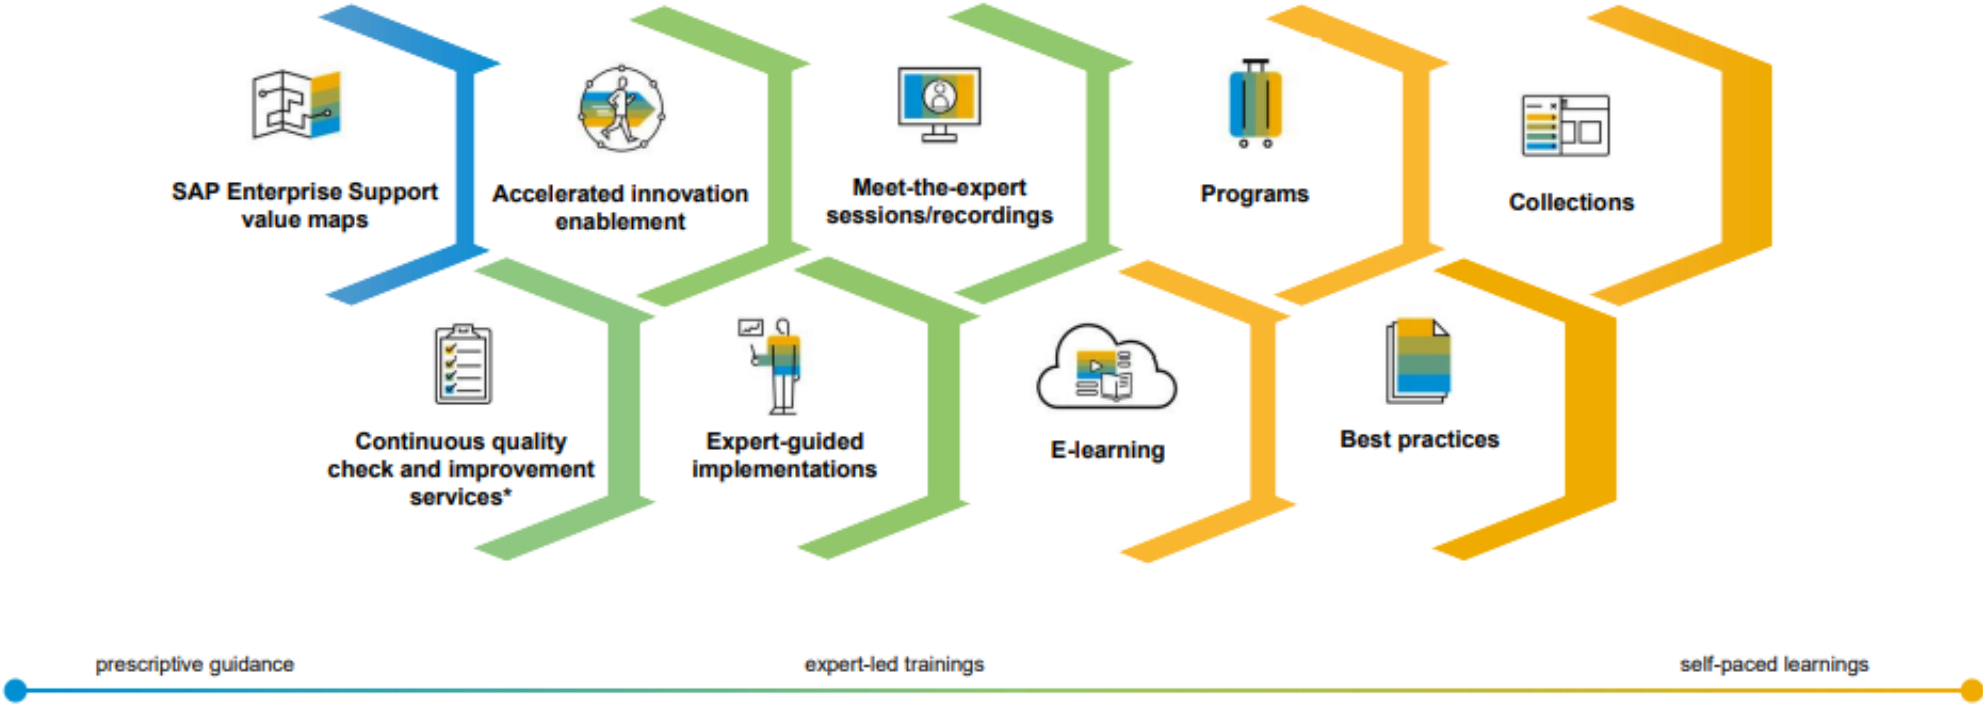 SAP Enterprise Support
value maps
Accelerated innovation
enablement
Meet-the-expert
sessions/recordings
Programs
Collections
Continuous quality
check and improvement
services*
Expert-guided
implementations
E-learning
Best practices
prescriptive guidance
expert-led trainings
self-paced learnings